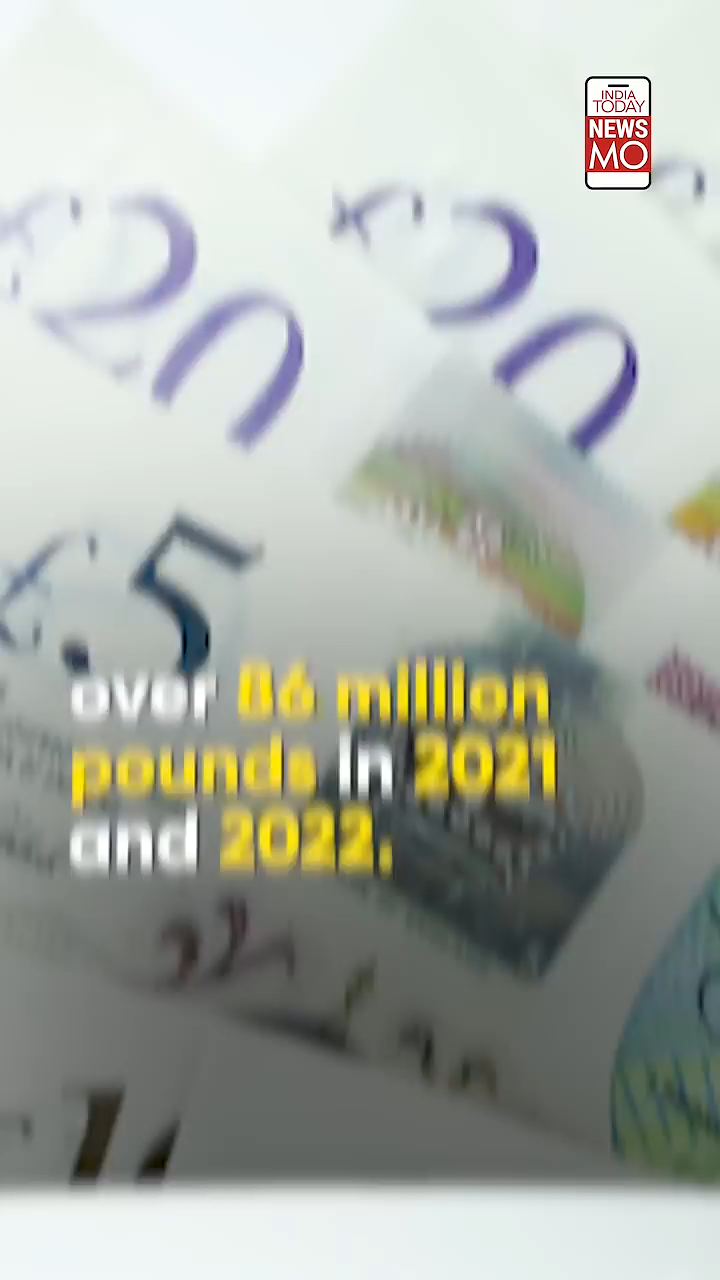 INDIA
TODAY
NEWS
MO
£20
£20
£5
over 86 million
pounds in 2021
and 2022.